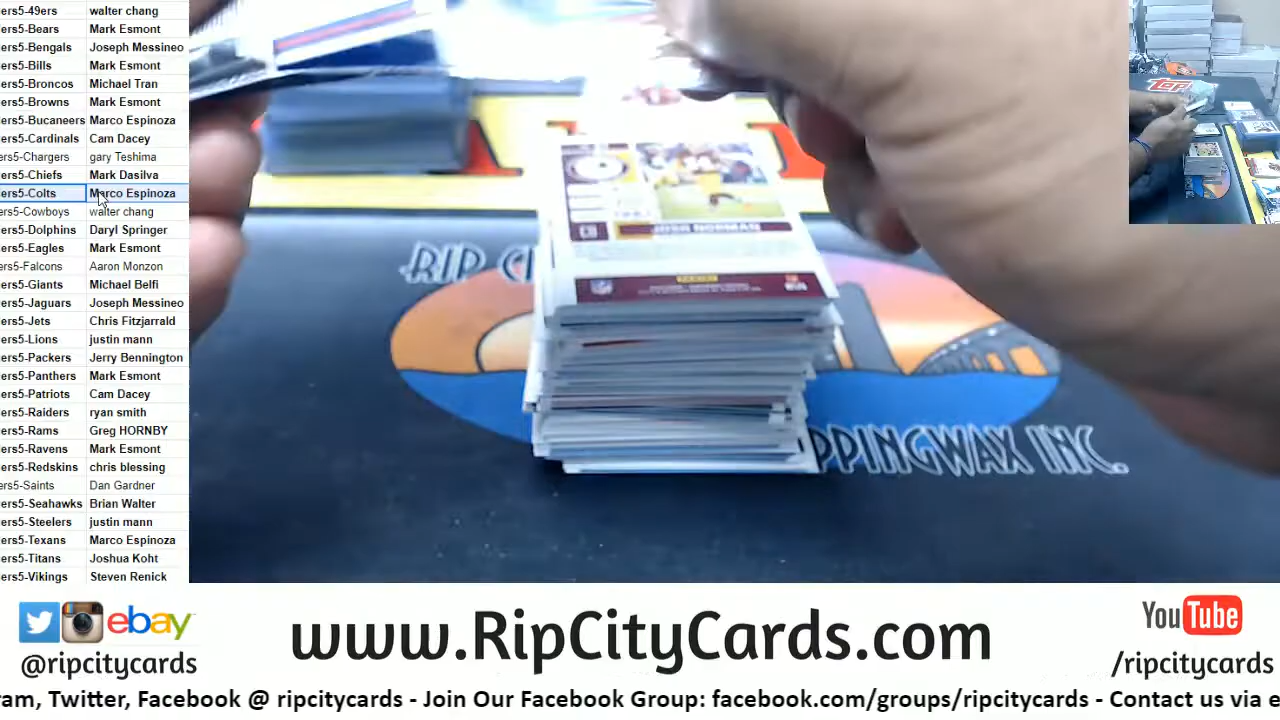 ers5-49ers walter chang
ers5-Bears Mark Esmont
ers5-Bengals Joseph Messineo
ers5-Bills Mark Esmont
ers5-Broncos Michael Tran
ers5-Browns Mark Esmont
ers5-Bucaneers Marco Espinoza
ers5-Cardinals Cam Dacey
ers5-Chargers gary Teshima
ers5-Chiefs Mark Dasilva
ers5-Colts Marco Espinoza
ers5-Cowboys walter chang
ers5-Dolphins Daryl Springer
ers5-Eagles Mark Esmont
ers5-Falcons Aaron Monzon
ers5-Giants Michael Belfi
ers5-Jaguars Joseph Messineo
ers5-Jets Chris Fitzjarrald
ers5-Lions justin mann
ers5-Packers Jerry Bennington
ers5-Panthers Mark Esmont
ers5-Patriots Cam Dacey
ers5-Raiders ryan smith
ers5-Rams Greg HORNBY
ers5-Ravens Mark Esmont
ers5-Redskins chris blessing
ers5-Saints Dan Gardner
ers5-Seahawks Brian Walter
ers5-Steelers justin mann
ers5-Texans Marco Espinoza
ers5-Titans Joshua Koht
ers5-Vikings Steven Renick
Topps
CB JOSH NORMAN
PANINI
RIP CI
PPINGWAX INC.
ebay
@ripcitycards
www.RipCityCards.com
YouTube
/ripcitycards
ram, Twitter, Facebook @ ripcitycards - Join Our Facebook Group: facebook.com/groups/ripcitycards - Contact us via e